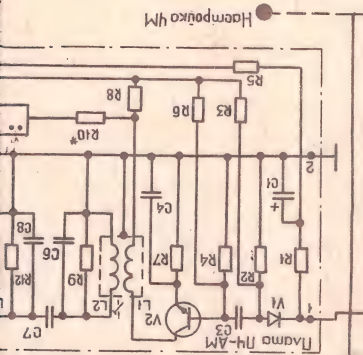 Плата ПЧ-АМ
1
V1
C3
V2
C7
L1
L2
R1
R2
R4
R7
R9
R12
+
C1
C4
C6
C8
2
R3
R6
R8
R10*
R5
Настройка ЧМ